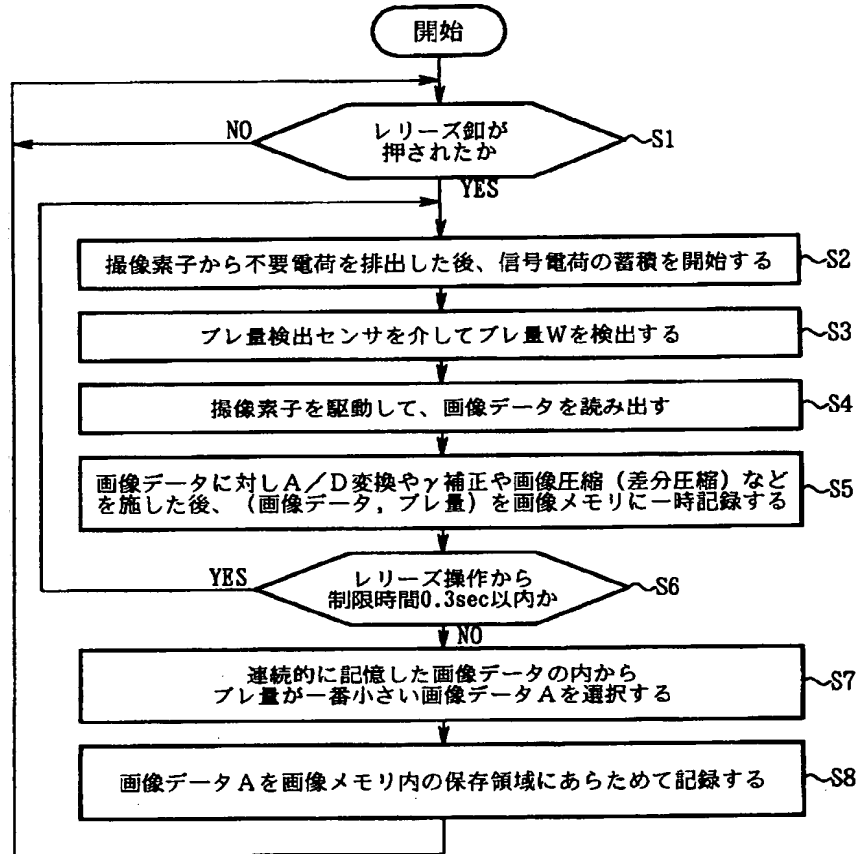 開始
レリーズ釦が
押されたか
NO
S1
YES
撮像素子から不要電荷を排出した後、信号電荷の蓄積を開始する
S2
ブレ量検出センサを介してブレ量Wを検出する
S3
撮像素子を駆動して、画像データを読み出す
S4
画像データに対しA／D変換やγ補正や画像圧縮（差分圧縮）など
を施した後、（画像データ，ブレ量）を画像メモリに一時記録する
S5
YES
レリーズ操作から
制限時間0.3sec以内か
S6
NO
連続的に記憶した画像データの内から
ブレ量が一番小さい画像データAを選択する
S7
画像データAを画像メモリ内の保存領域にあらためて記録する
S8